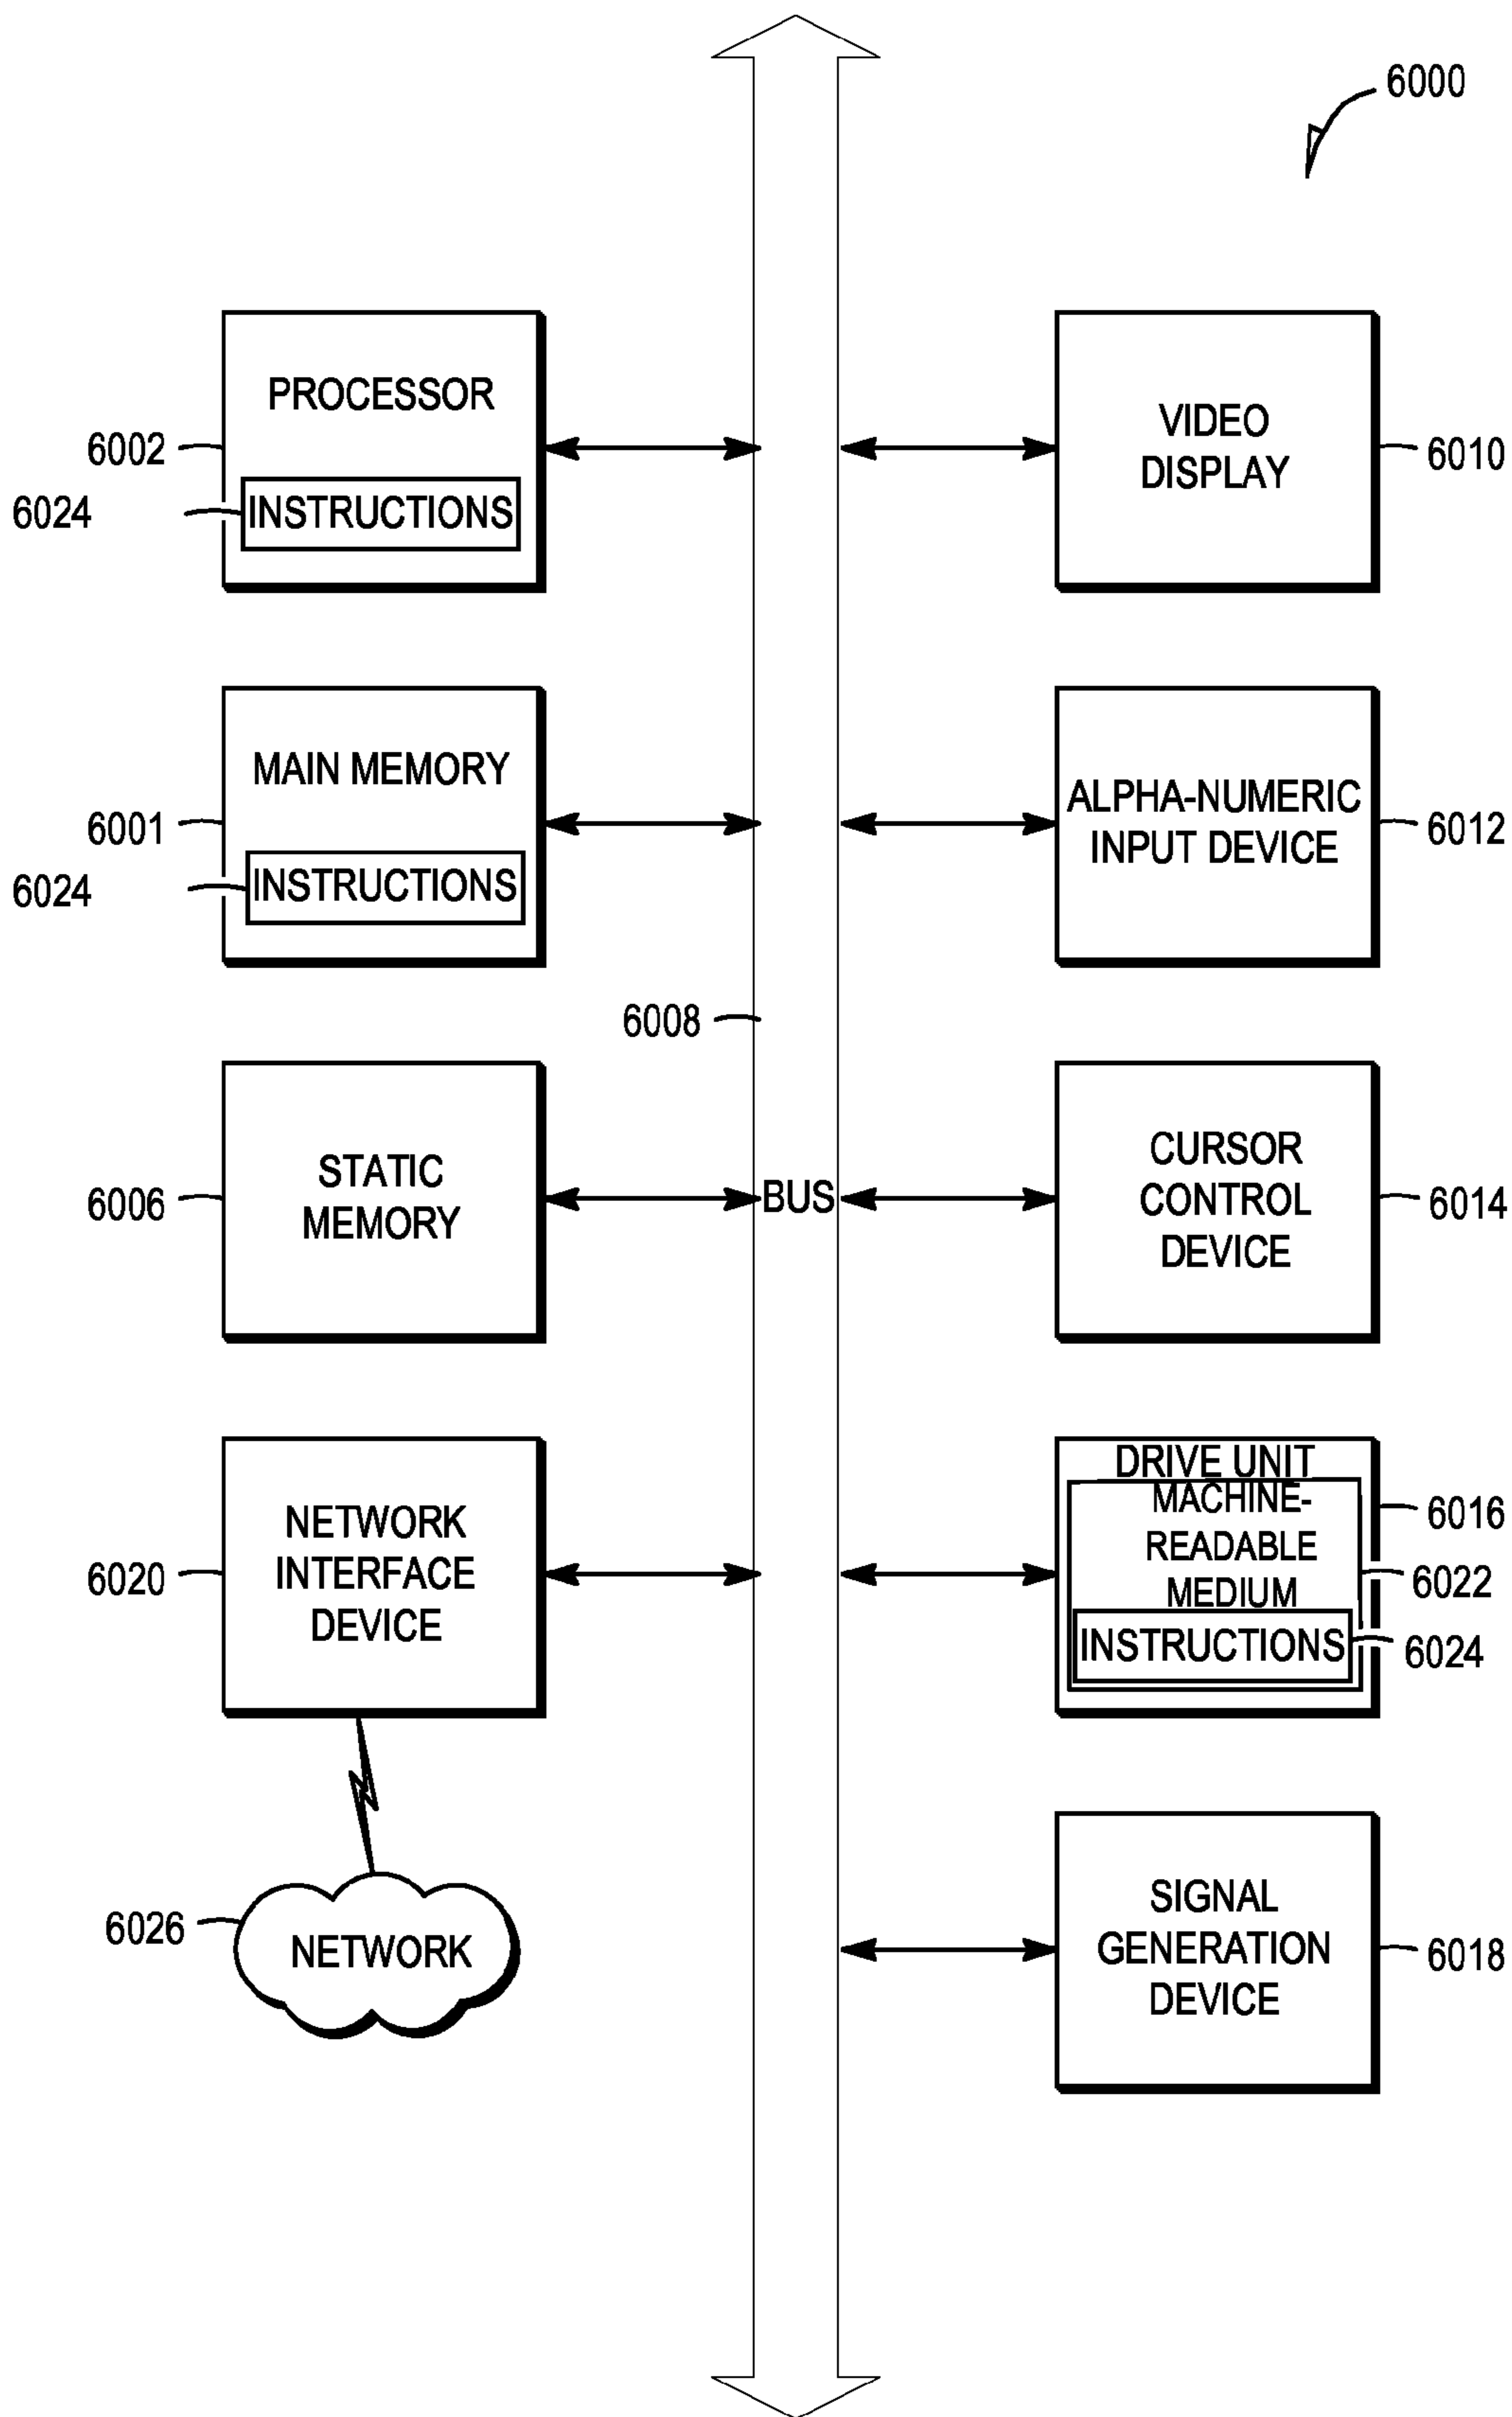 6000
PROCESSOR
6002
6024
INSTRUCTIONS
VIDEO
DISPLAY
6010
MAIN MEMORY
6001
6024
INSTRUCTIONS
ALPHA-NUMERIC
INPUT DEVICE
6012
6008
STATIC
MEMORY
6006
BUS
CURSOR
CONTROL
DEVICE
6014
NETWORK
INTERFACE
DEVICE
6020
DRIVE UNIT
MACHINE-
READABLE
MEDIUM
INSTRUCTIONS
6016
6022
6024
6026
NETWORK
SIGNAL
GENERATION
DEVICE
6018